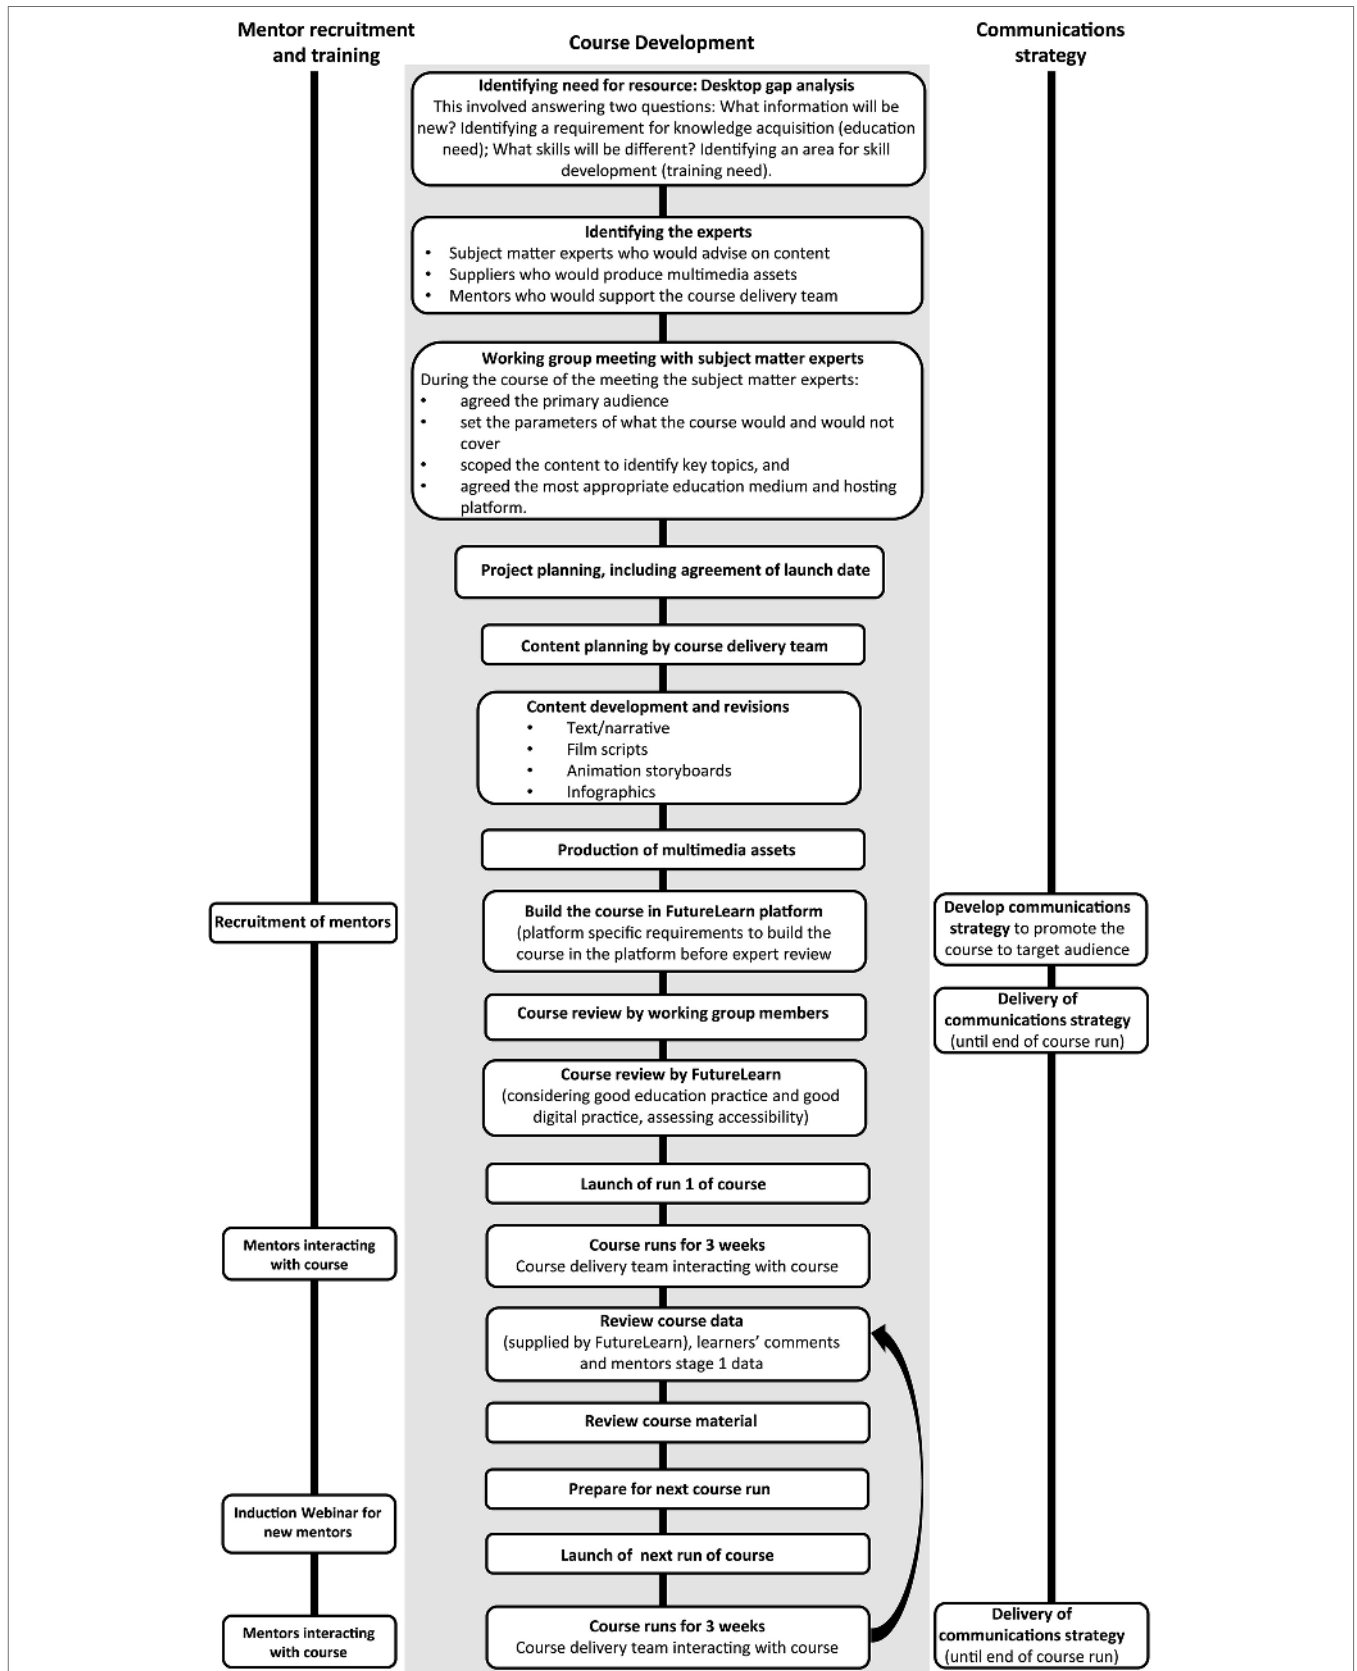 Mentor recruitment
and training
Course Development
Communications
strategy
Identifying need for resource: Desktop gap analysis
This involved answering two questions: What information will be
new? Identifying a requirement for knowledge acquisition (education
need); What skills will be different? Identifying an area for skill
development (training need).
Identifying the experts
• Subject matter experts who would advise on content
• Suppliers who would produce multimedia assets
• Mentors who would support the course delivery team
Working group meeting with subject matter experts
During the course of the meeting the subject matter experts:
• agreed the primary audience
• set the parameters of what the course would and would not
cover
• scoped the content to identify key topics, and
• agreed the most appropriate education medium and hosting
platform.
Project planning, including agreement of launch date
Content planning by course delivery team
Content development and revisions
• Text/narrative
• Film scripts
• Animation storyboards
• Infographics
Production of multimedia assets
Recruitment of mentors
Build the course in FutureLearn platform
(platform specific requirements to build the
course in the platform before expert review
Develop communications
strategy to promote the
course to target audience
Course review by working group members
Delivery of
communications strategy
(until end of course run)
Course review by FutureLearn
(considering good education practice and good
digital practice, assessing accessibility)
Launch of run 1 of course
Mentors interacting
with course
Course runs for 3 weeks
Course delivery team interacting with course
Review course data
(supplied by FutureLearn), learners' comments
and mentors stage 1 data
Review course material
Prepare for next course run
Induction Webinar for
new mentors
Launch of next run of course
Mentors interacting
with course
Course runs for 3 weeks
Course delivery team interacting with course
Delivery of
communications strategy
(until end of course run)